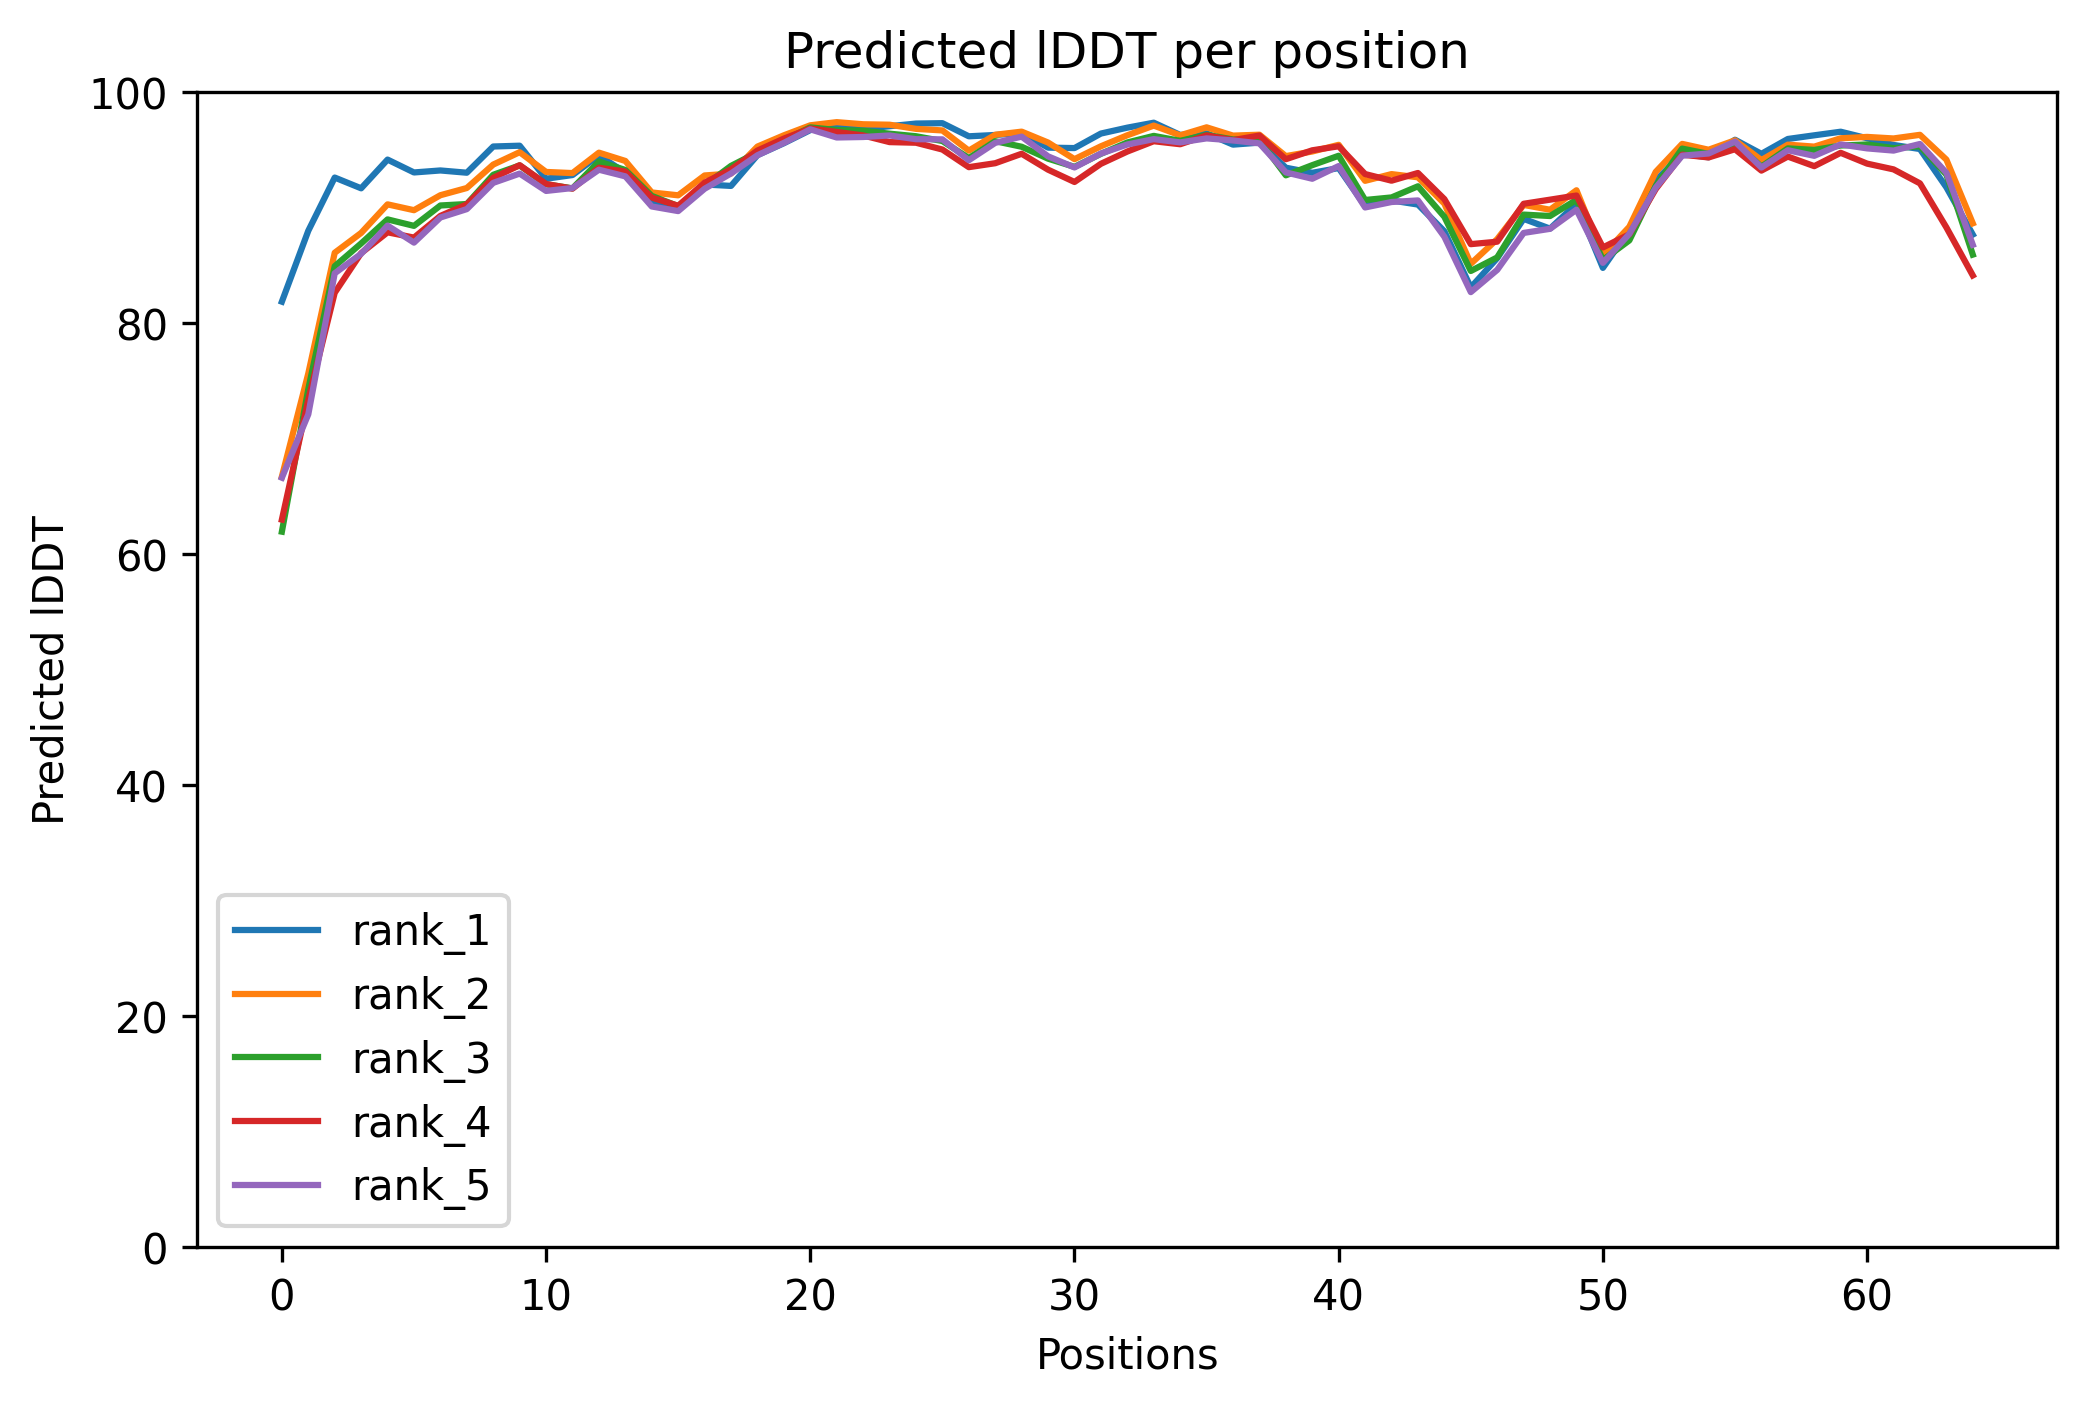 Predicted lDDT per position
100
80
60
40
20
0
Predicted lDDT
rank_1
rank_2
rank_3
rank_4
rank_5
0 10 20 30 40 50 60
Positions